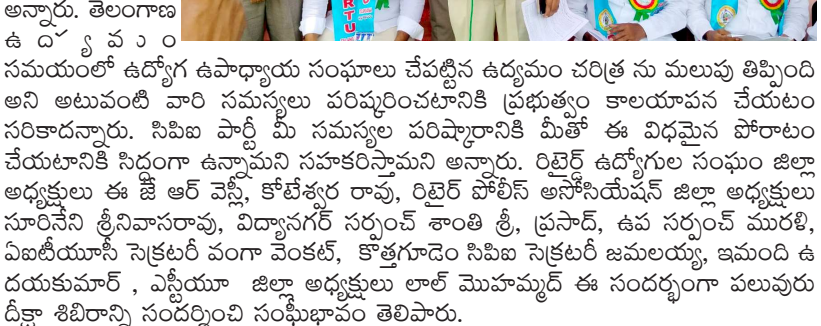 అన్నారు. తెలంగాణ
RTU
ఉ ద్య మ ం
సమయంలో ఉద్యోగ ఉపాధ్యాయ సంఘాలు చేపట్టిన ఉద్యమం చరిత్ర ను మలుపు తిప్పింది
అని అటువంటి వారి సమస్యలు పరిష్కరించటానికి ప్రభుత్వం కాలయాపన చేయటం
సరికాదన్నారు. సిపిఐ పార్టీ మీ సమస్యల పరిష్కారానికి మీతో ఈ విధమైన పోరాటం
చేయటానికి సిద్ధంగా ఉన్నామని సహకరిస్తామని అన్నారు. రిటైర్డ్ ఉద్యోగుల సంఘం జిల్లా
అధ్యక్షులు ఈ జే ఆర్ వెస్లీ, కోటేశ్వర రావు, రిటైర్ పోలీస్ అసోసియేషన్ జిల్లా అధ్యక్షులు
సూరినేని శ్రీనివాసరావు, విద్యానగర్ సర్పంచ్ శాంతి శ్రీ, ప్రసాద్, ఉప సర్పంచ్ మురళి,
ఏఐటీయూసీ సెక్రటరీ వంగా వెంకట్, కొత్తగూడెం సిపిఐ సెక్రటరీ జమలయ్య, ఇమంది ఉ
దయకుమార్ , ఎస్టీయూ జిల్లా అధ్యక్షులు లాల్ మొహమ్మద్ ఈ సందర్భంగా పలువురు
దీక్షా శిబిరాన్ని సందర్శించి సంఘీభావం తెలిపారు.